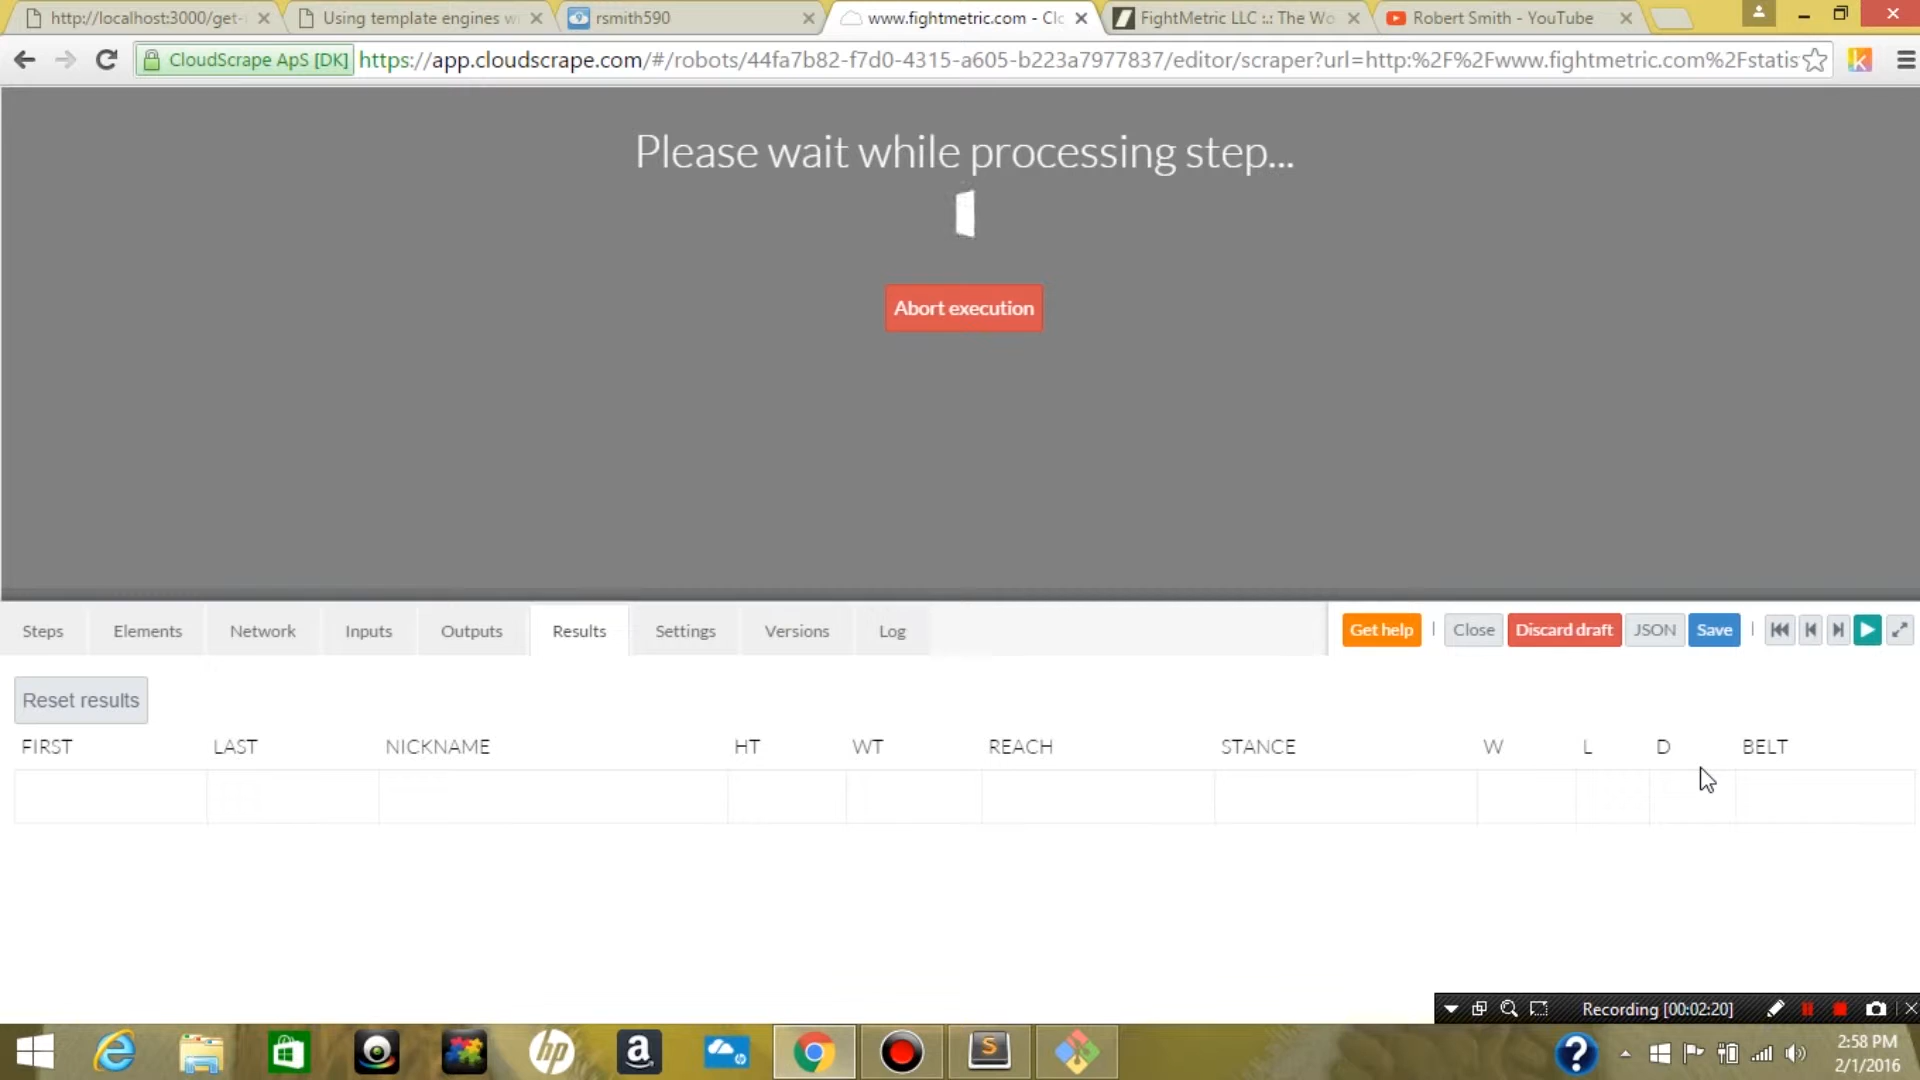 http://localhost:3000/get-
Using template engines wi
rsmith590
www.fightmetric.com - Clo
FightMetric LLC :.: The Wo
Robert Smith - YouTube
CloudScrape ApS [DK]
https://app.cloudscrape.com/#/robots/44fa7b82-f7d0-4315-a605-b223a7977837/editor/scraper?url=http:%2F%2Fwww.fightmetric.com%2Fstatis
Please wait while processing step...
Abort execution
Steps Elements Network Inputs Outputs Results Settings Versions Log
Get help | Close Discard draft JSON Save |
Reset results
FIRST LAST NICKNAME HT WT REACH STANCE W L D BELT
Recording [00:02:20]
hp a S ?
2:58 PM
2/1/2016